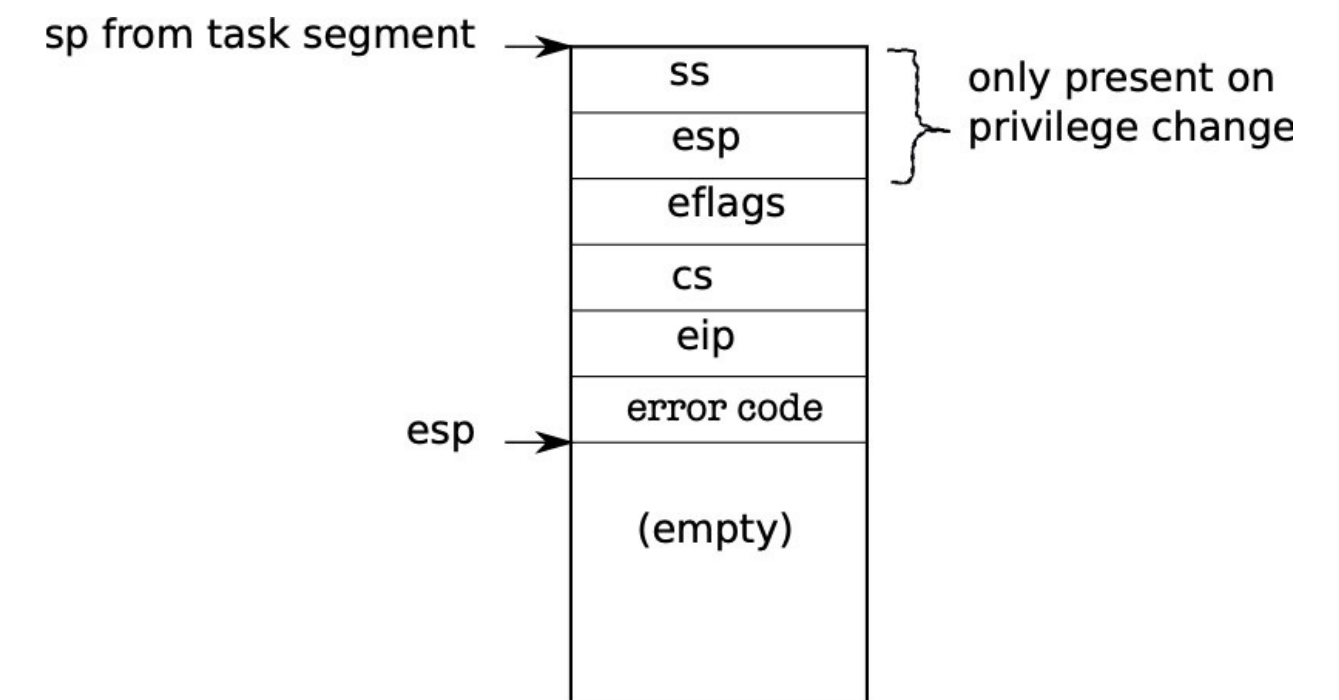 sp from task segment
ss
only present on
privilege change
esp
eflags
cs
eip
error code
esp
(empty)